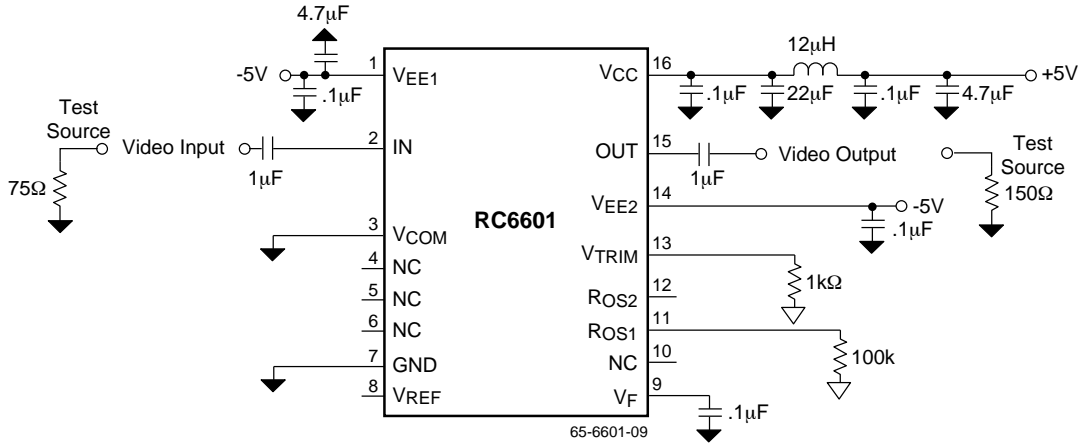 4.7µF
-5V
.1µF
1
VEE1
Test
Source
Video Input
75Ω
1µF
2
IN
3
VCOM
4
NC
5
NC
6
NC
7
GND
8
VREF
RC6601
VCC
16
12µH
+5V
.1µF
22µF
.1µF
4.7µF
OUT
15
1µF
Video Output
Test
Source
150Ω
VEE2
14
-5V
.1µF
VTRIM
13
1kΩ
ROS2
12
ROS1
11
100k
NC
10
VF
9
.1µF
65-6601-09